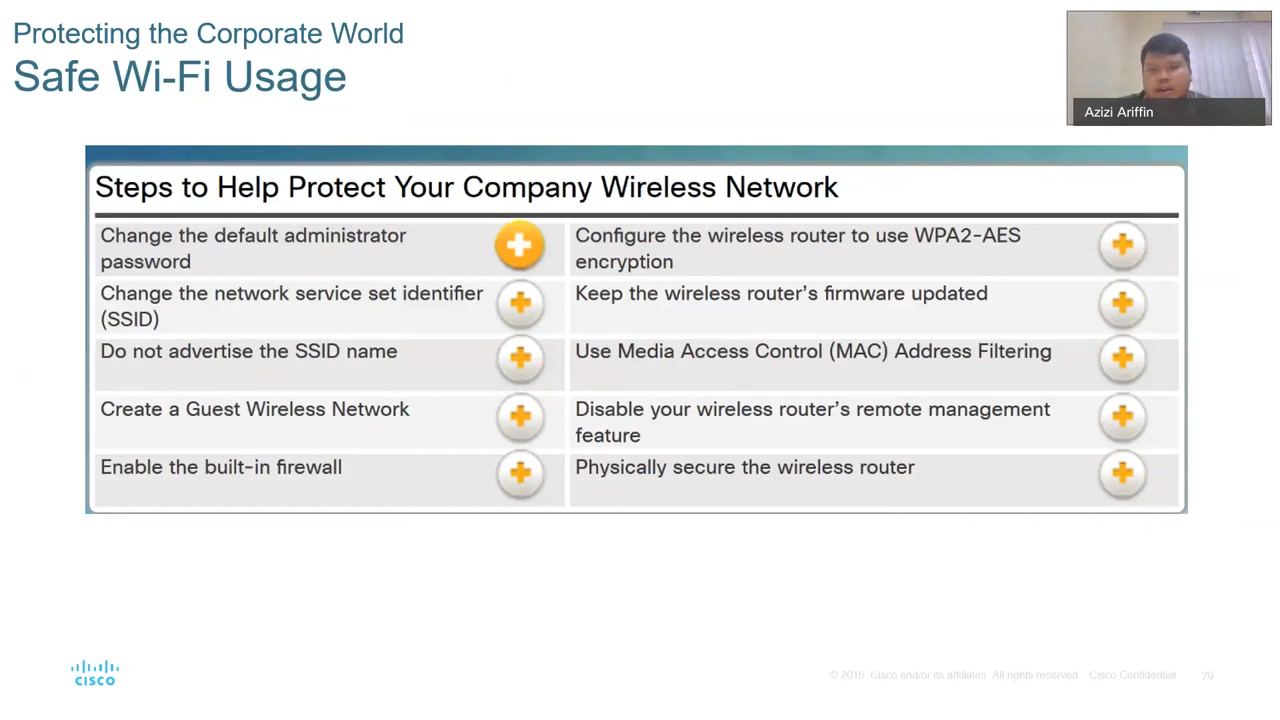 Protecting the Corporate World
Safe Wi-Fi Usage
Azizi Ariffin
Steps to Help Protect Your Company Wireless Network
Change the default administrator
password
Configure the wireless router to use WPA2-AES
encryption
Change the network service set identifier
(SSID)
Keep the wireless router's firmware updated
Do not advertise the SSID name
Use Media Access Control (MAC) Address Filtering
Create a Guest Wireless Network
Disable your wireless router's remote management
feature
Enable the built-in firewall
Physically secure the wireless router
CISCO
© 2016. Cisco and/or its affiliates. All rights reserved. Cisco Confidential
20